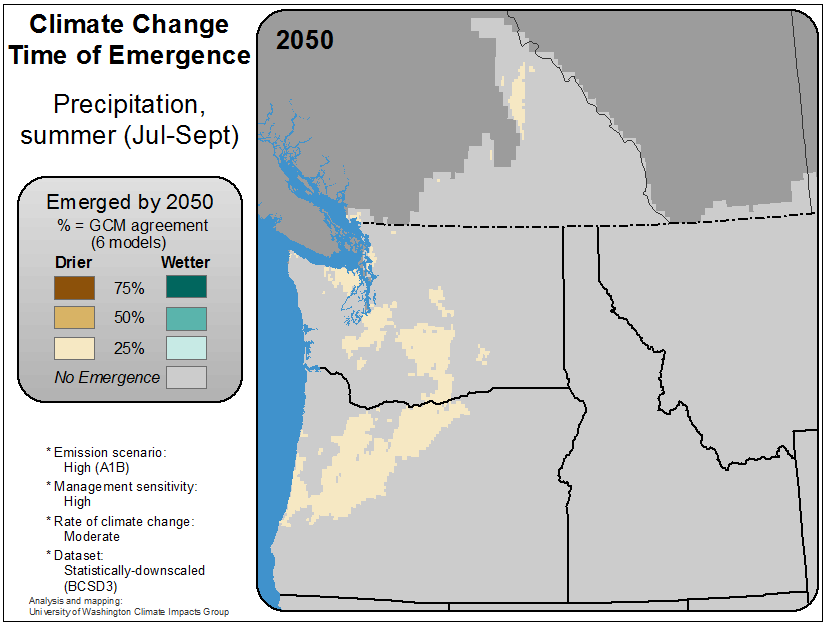 Climate Change
Time of Emergence
Precipitation,
summer (Jul-Sept)
Emerged by 2050
% = GCM agreement
(6 models)
Drier Wetter
75%
50%
25%
No Emergence
* Emission scenario:
High (A1B)
* Management sensitivity:
High
* Rate of climate change:
Moderate
* Dataset:
Statistically-downscaled
(BCSD3)
Analysis and mapping:
University of Washington Climate Impacts Group
2050